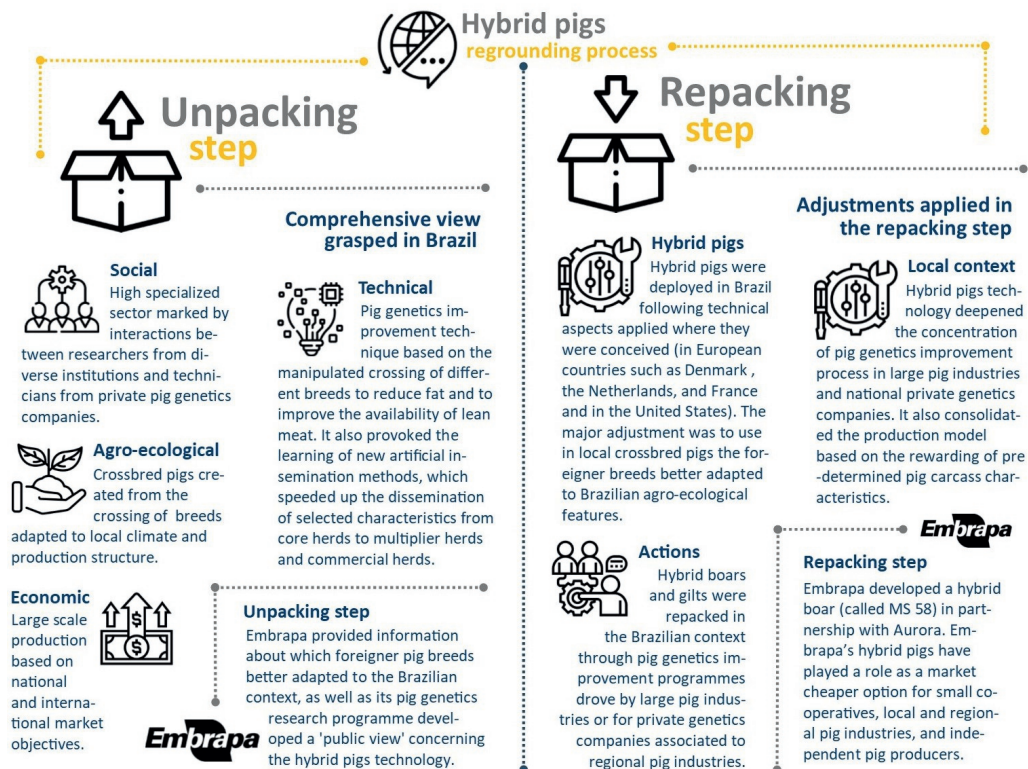 Hybrid pigs
regrounding process
Unpacking
step
Comprehensive view
grasped in Brazil
Social
High specialized
sector marked by
interactions be-
tween researchers from di-
verse institutions and techni-
cians from private pig genetics
companies.
Agro-ecological
Crossbred pigs cre-
ated from the
crossing of breeds
adapted to local climate and
production structure.
Economic
Large scale
production
based on
national
and interna-
tional market
objectives.
Technical
Pig genetics im-
provement tech-
nique based on the
manipulated crossing of differ-
ent breeds to reduce fat and to
improve the availability of lean
meat. It also provoked the
learning of new artificial in-
semination methods, which
speeded up the dissemination
of selected characteristics from
core herds to multiplier herds
and commercial herds.
Unpacking step
Embrapa provided information
about which foreigner pig breeds
better adapted to the Brazilian
context, as well as its pig genetics
research programme devel-
oped a 'public view' concerning
the hybrid pigs technology.
Embrapa
Repacking
step
Adjustments applied in
the repacking step
Hybrid pigs
Hybrid pigs were
deployed in Brazil
following technical
aspects applied where they
were conceived (in European
countries such as Denmark ,
the Netherlands, and France
and in the United States). The
major adjustment was to use
in local crossbred pigs the for-
eigner breeds better adapted
to Brazilian agro-ecological
features.
Actions
Hybrid boars
and gilts were
repacked in
the Brazilian context
through pig genetics im-
provement programmes
drove by large pig indus-
tries or for private genetics
companies associated to
regional pig industries.
Local context
Hybrid pigs tech-
nology deepened
the concentration
of pig genetics improvement
process in large pig industries
and national private genetics
companies. It also consolidat-
ed the production model
based on the rewarding of pre
-determined pig carcass char-
acteristics.
Embrapa
Repacking step
Embrapa developed a hybrid
boar (called MS 58) in part-
nership with Aurora. Em-
brapa's hybrid pigs have
played a role as a market
cheaper option for small co-
operatives, local and region-
al pig industries, and inde-
pendent pig producers.